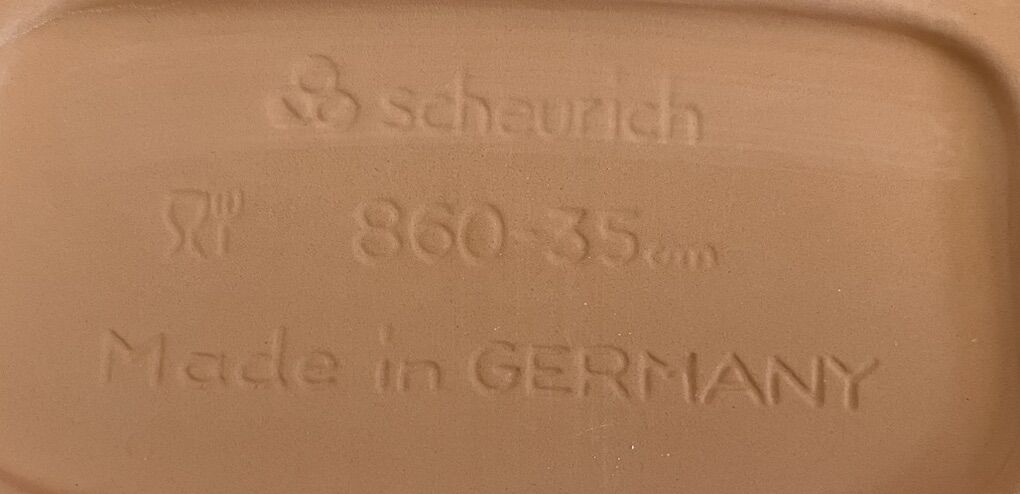 scheurich
860-35cm
Made in GERMANY